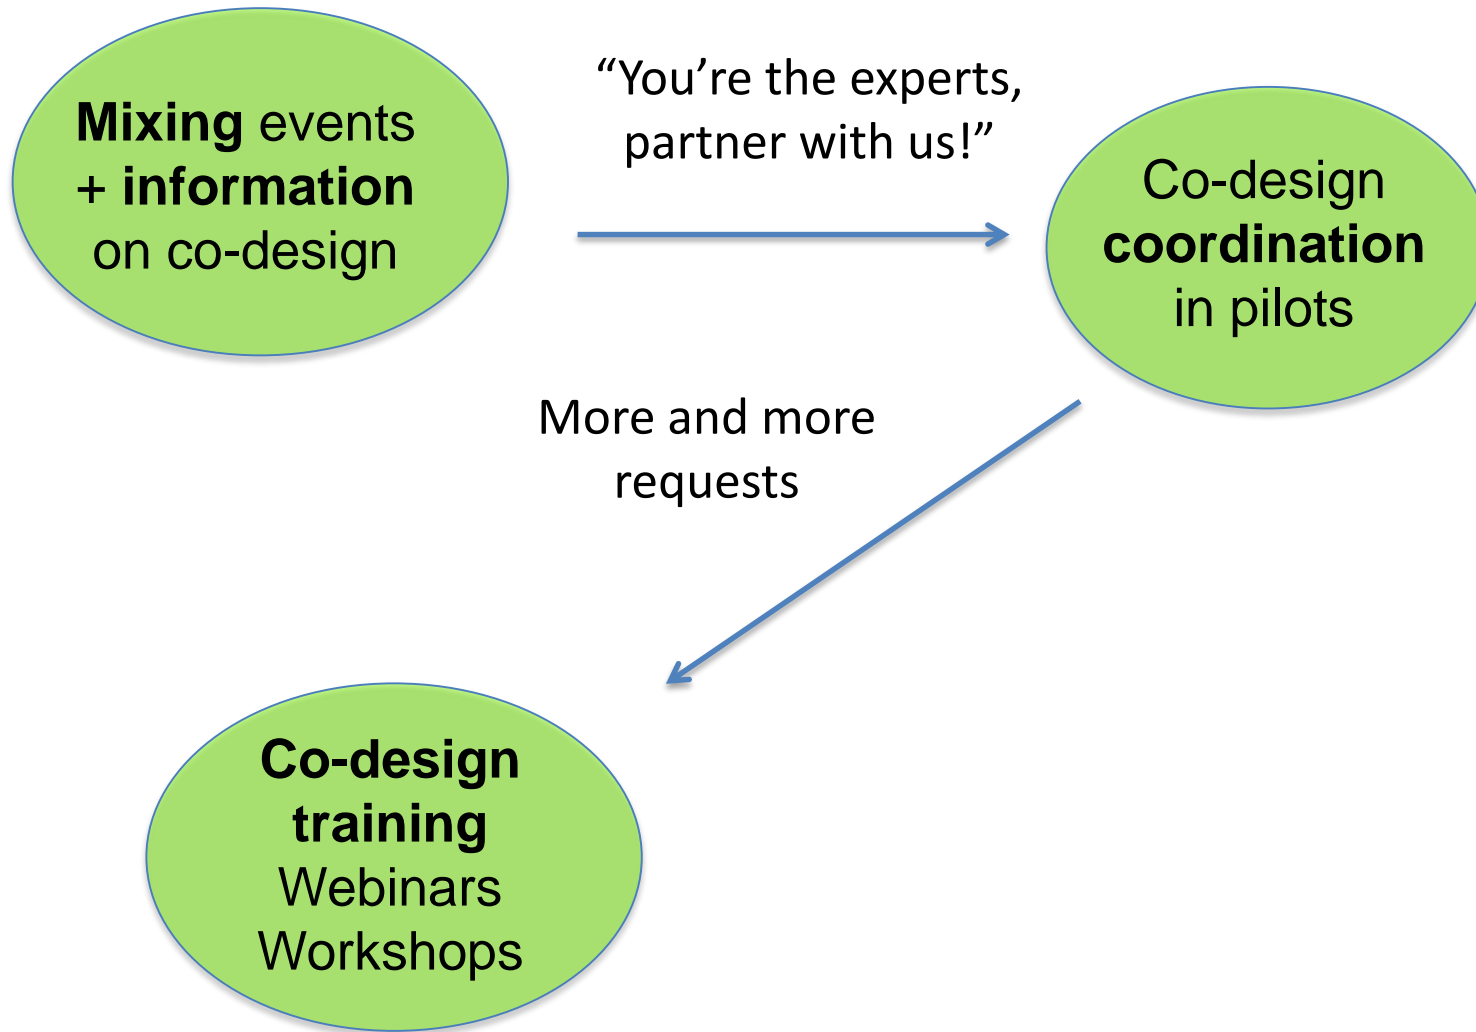 Mixing events
+ information
on co-design
“You’re the experts,
partner with us!”
Co-design
coordination
in pilots
More and more
requests
Co-design
training
Webinars
Workshops